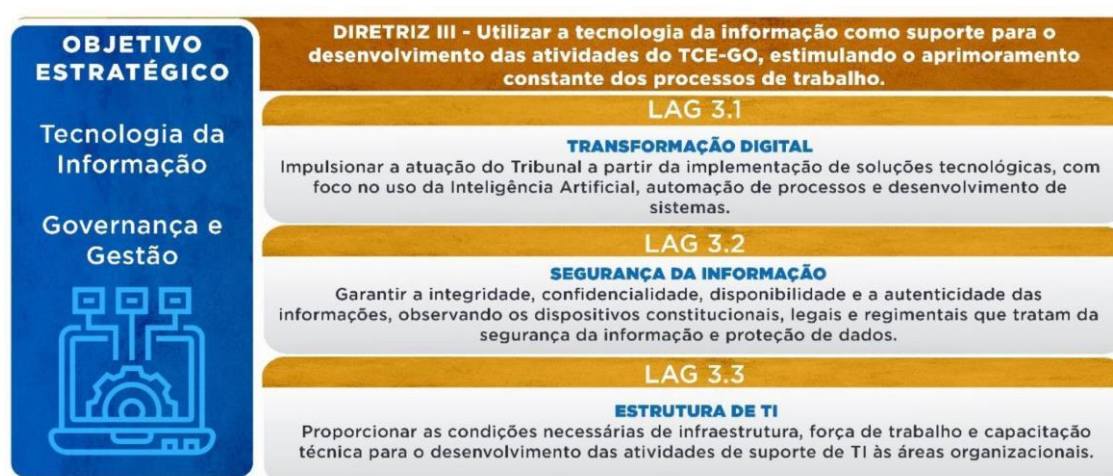 OBJETIVO
ESTRATÉGICO
Tecnologia da
Informação
Governança e
Gestão
DIRETRIZ III - Utilizar a tecnologia da informação como suporte para o
desenvolvimento das atividades do TCE-GO, estimulando o aprimoramento
constante dos processos de trabalho.
LAG 3.1
TRANSFORMAÇÃO DIGITAL
Impulsionar a atuação do Tribunal a partir da implementação de soluções tecnológicas, com
foco no uso da Inteligência Artificial, automação de processos e desenvolvimento de
sistemas.
LAG 3.2
SEGURANÇA DA INFORMAÇÃO
Garantir a integridade, confidencialidade, disponibilidade e a autenticidade das
informações, observando os dispositivos constitucionais, legais e regimentais que tratam da
segurança da informação e proteção de dados.
LAG 3.3
ESTRUTURA DE TI
Proporcionar as condições necessárias de infraestrutura, força de trabalho e capacitação
técnica para o desenvolvimento das atividades de suporte de TI às áreas organizacionais.